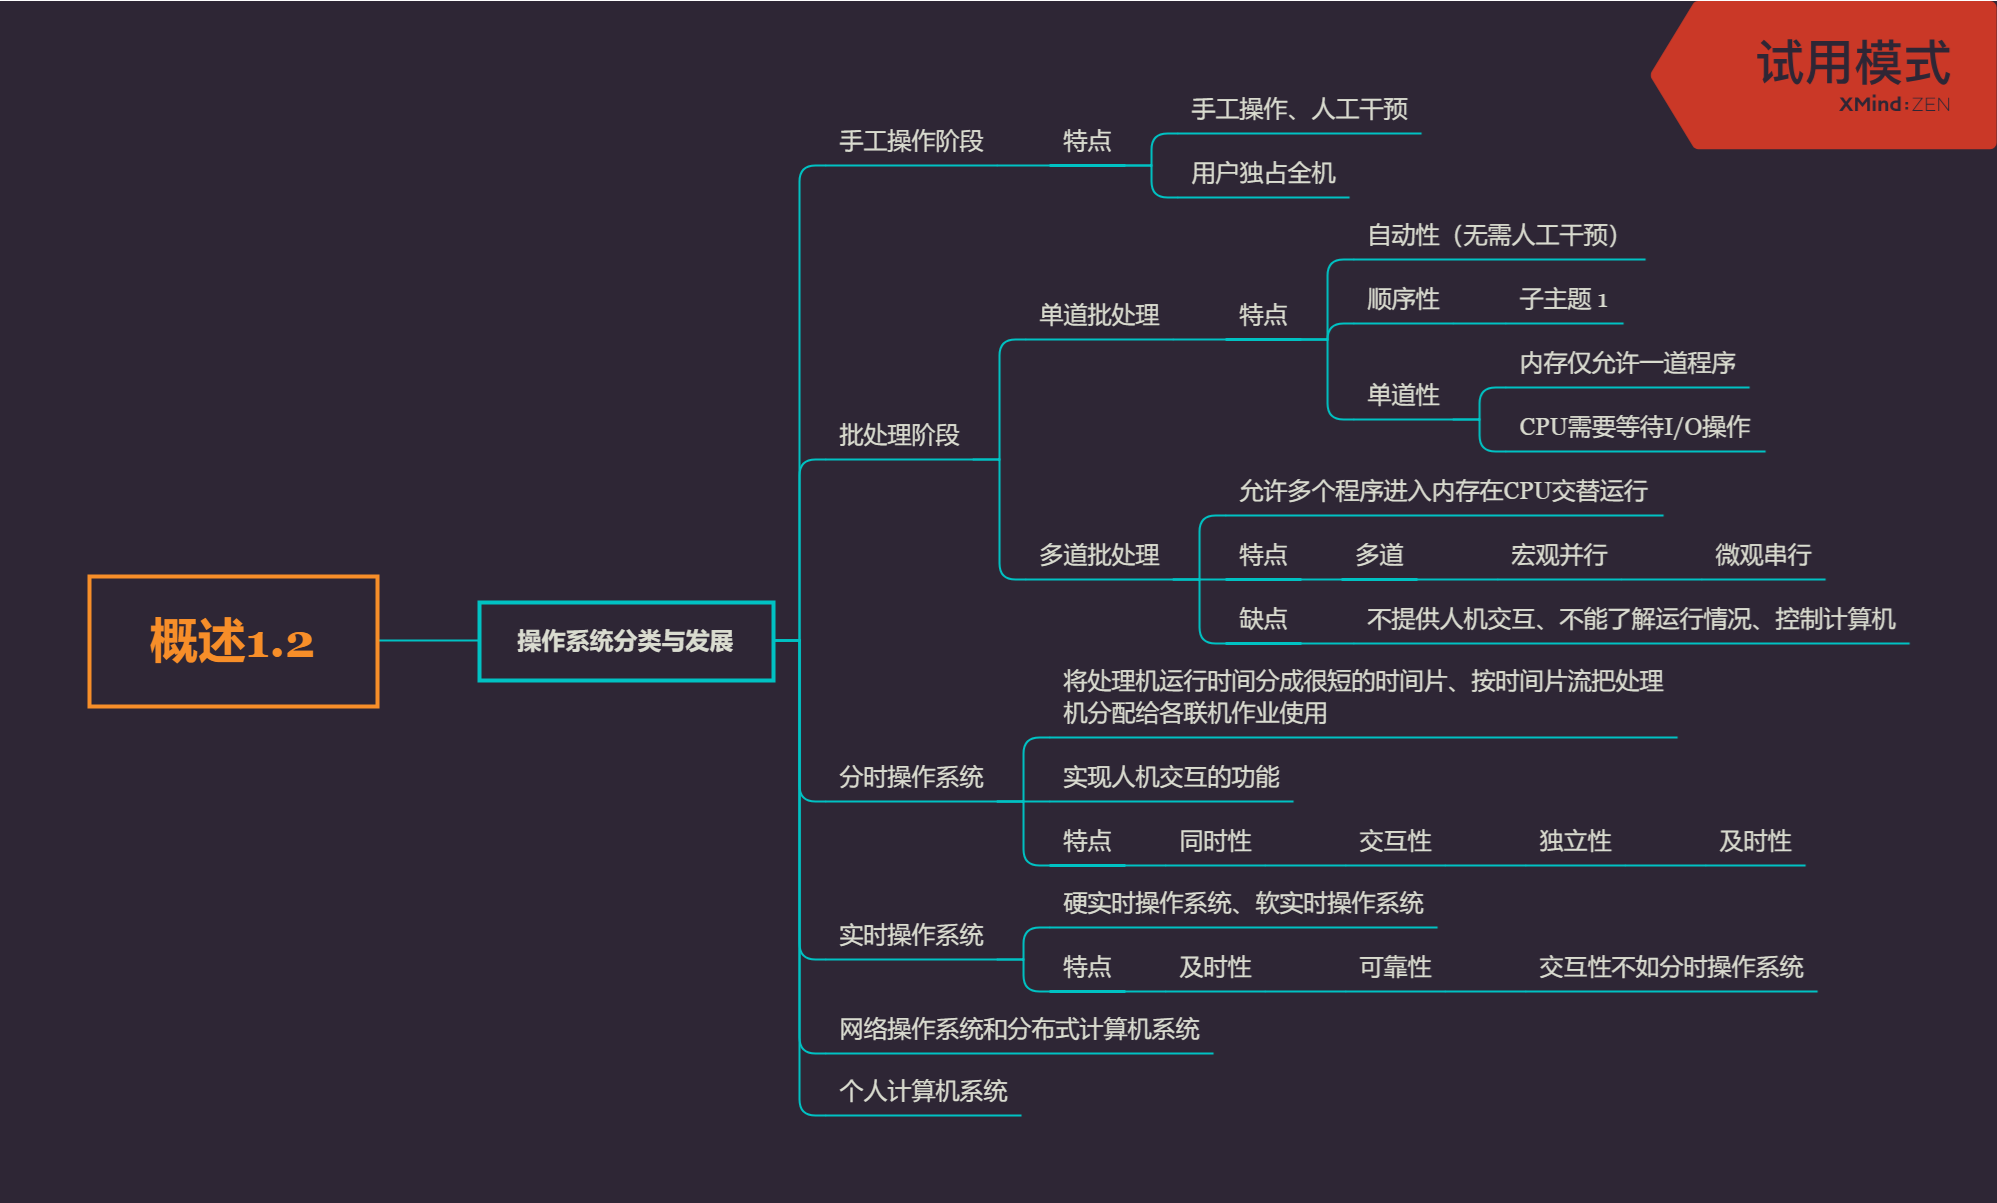 试用模式
XMind:ZEN
概述1.2
操作系统分类与发展
手工操作阶段
特点
手工操作、人工干预
用户独占全机
批处理阶段
单道批处理
特点
自动性（无需人工干预）
顺序性
子主题 1
单道性
内存仅允许一道程序
CPU需要等待I/O操作
多道批处理
允许多个程序进入内存在CPU交替运行
特点
多道
宏观并行
微观串行
缺点
不提供人机交互、不能了解运行情况、控制计算机
分时操作系统
将处理机运行时间分成很短的时间片、按时间片流把处理
机分配给各联机作业使用
实现人机交互的功能
特点
同时性
交互性
独立性
及时性
实时操作系统
硬实时操作系统、软实时操作系统
特点
及时性
可靠性
交互性不如分时操作系统
网络操作系统和分布式计算机系统
个人计算机系统